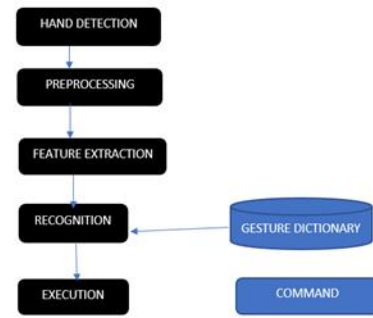 HAND DETECTION
PREPROCESSING
FEATURE EXTRACTION
RECOGNITION
GESTURE DICTIONARY
EXECUTION
COMMAND